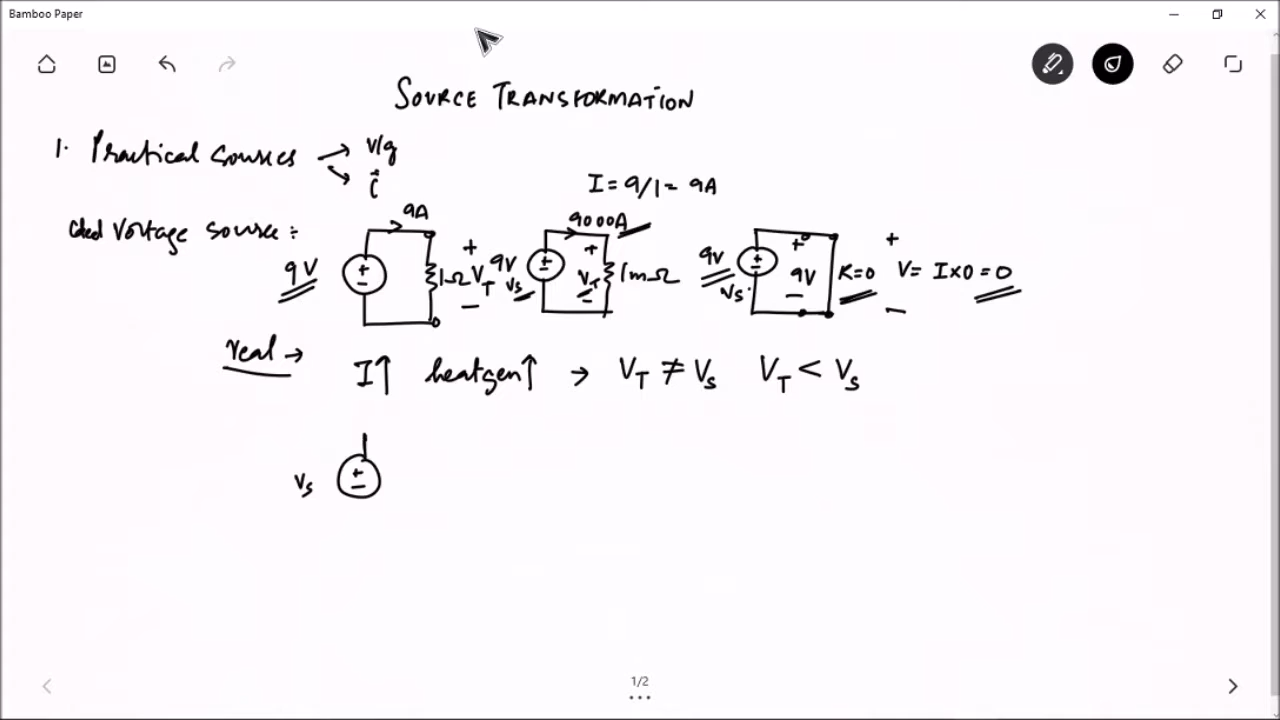 Bamboo Paper
SOURCE TRANSFORMATION
1. Practical sources → v/g
→ i
I = 9/1 = 9A
Ideal Voltage source :
9A
9000A
9V
+
−
1Ω
+
VT
−
9V
Vs
+
−
+
VT
−
1mΩ
9V
Vs
+
−
+
9V
−
R=0
+
V= I×0 = 0
−
real → I↑ heatgen↑ → VT ≠ Vs VT < Vs
Vs
+
−
1/2